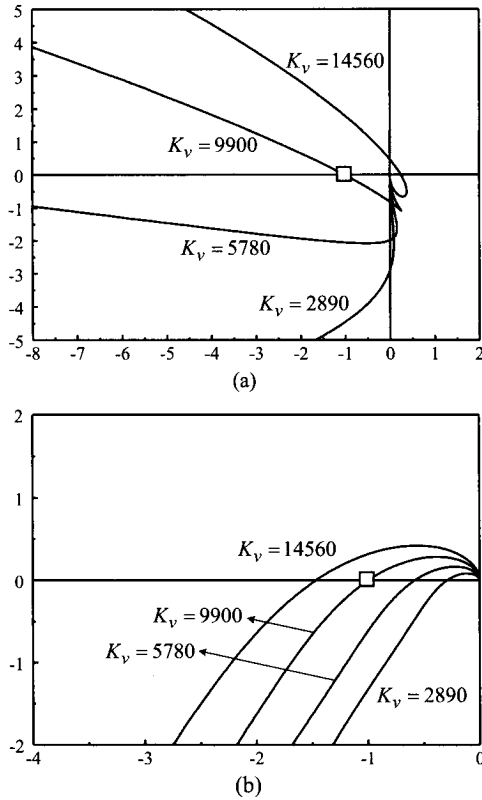 5
4
K_v = 14560
3
2
K_v = 9900
1
0
-1
-2
K_v = 5780
-3
K_v = 2890
-4
-5
-8 -7 -6 -5 -4 -3 -2 -1 0 1 2
(a)
2
1
K_v = 14560
0
K_v = 9900
-1
K_v = 5780
K_v = 2890
-2
-4 -3 -2 -1 0
(b)